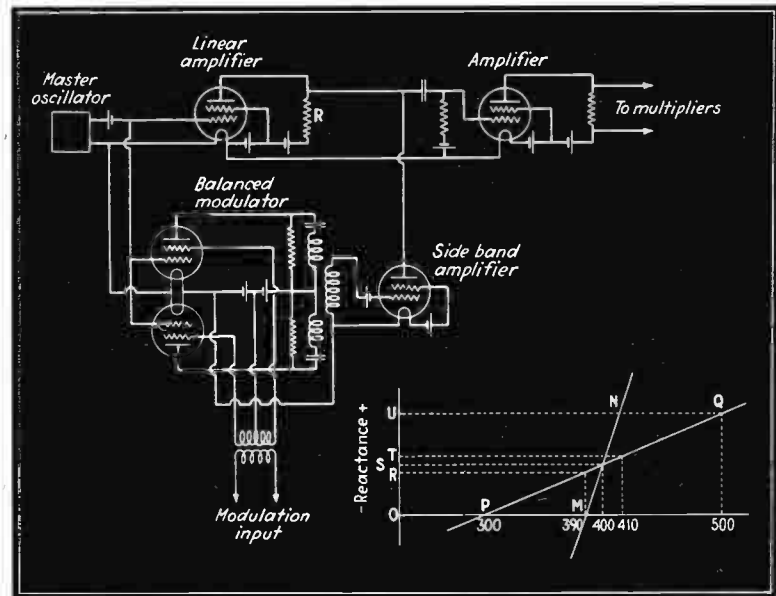 Linear
amplifier
Amplifier
Master
oscillator
R
To multipliers
Balanced
modulator
Side band
amplifier
Modulation
input
- Reactance +
U
T
S
R
O
N
Q
P
M
300
390
400
410
500